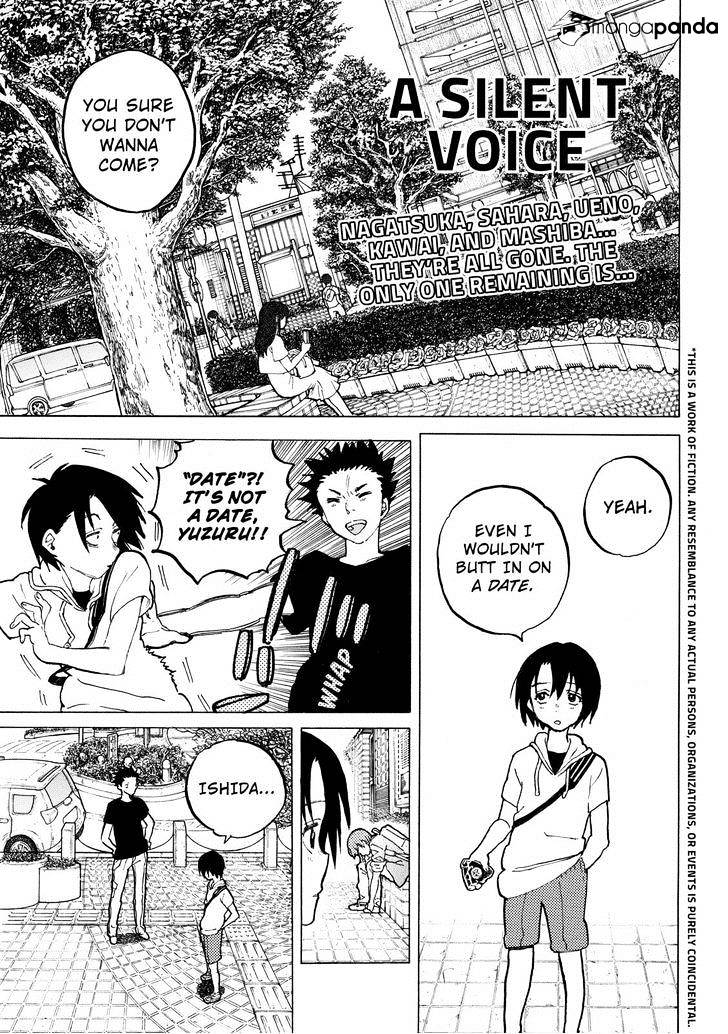 mangapanda
A SILENT
VOICE
NAGATSUKA, SAHARA, UENO,
KAWAI, AND MASHIBA...
THEY'RE ALL GONE. THE
ONLY ONE REMAINING IS...
YOU SURE
YOU DON'T
WANNA
COME?
YEAH.
EVEN I
WOULDN'T
BUTT IN ON
A DATE.
"DATE"?!
IT'S NOT
A DATE,
YUZURU!!
WHAP
ISHIDA...
*THIS IS A WORK OF FICTION. ANY RESEMBLANCE TO ANY ACTUAL PERSONS, ORGANIZATIONS, OR EVENTS IS PURELY COINCIDENTAL.